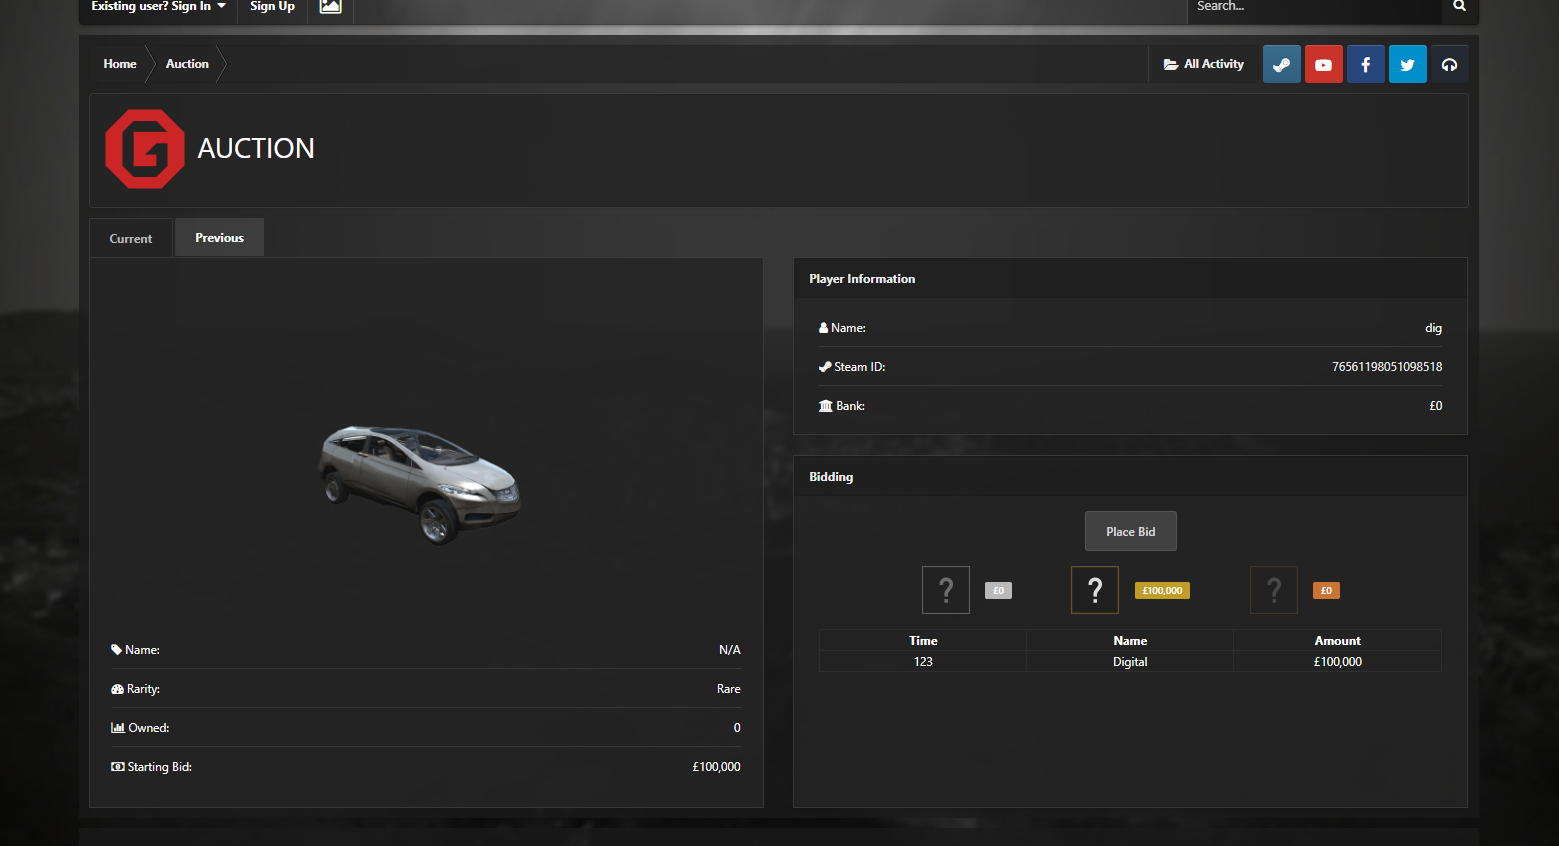 Existing user? Sign In Sign Up Search...
Home Auction All Activity
AUCTION
Current Previous
Player Information
Name: dig
Steam ID: 76561198051098518
Bank: £0
Bidding
Place Bid
? £0 ? £100,000 ? £0
Time Name Amount
123 Digital £100,000
Name: N/A
Rarity: Rare
Owned: 0
Starting Bid: £100,000